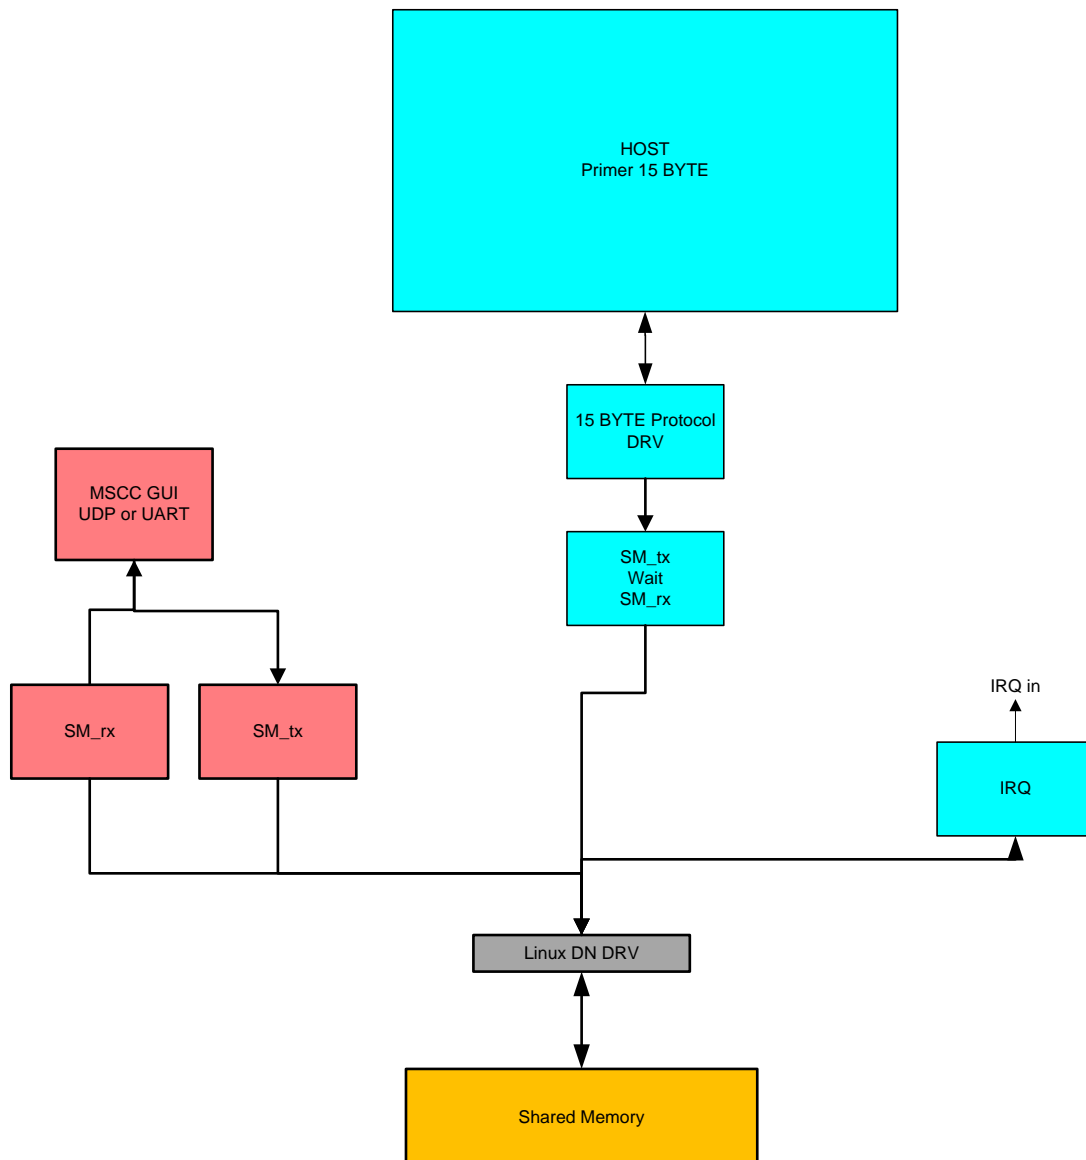 HOST
Primer 15 BYTE
15 BYTE Protocol
DRV
MSCC GUI
UDP or UART
SM_tx
Wait
SM_rx
SM_rx
SM_tx
IRQ in
IRQ
Linux DN DRV
Shared Memory